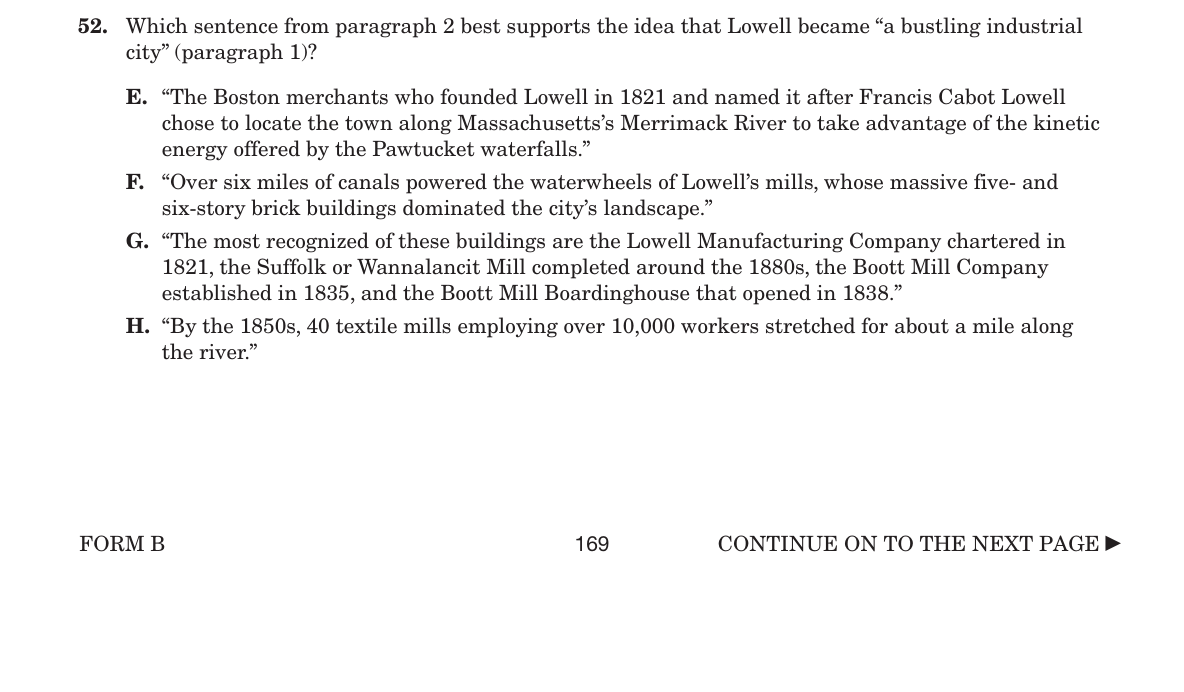 52. Which sentence from paragraph 2 best supports the idea that Lowell became “a bustling industrial
city” (paragraph 1)?
E. “The Boston merchants who founded Lowell in 1821 and named it after Francis Cabot Lowell
chose to locate the town along Massachusetts’s Merrimack River to take advantage of the kinetic
energy offered by the Pawtucket waterfalls.”
F. “Over six miles of canals powered the waterwheels of Lowell’s mills, whose massive five- and
six-story brick buildings dominated the city’s landscape.”
G. “The most recognized of these buildings are the Lowell Manufacturing Company chartered in
1821, the Suffolk or Wannalancit Mill completed around the 1880s, the Boott Mill Company
established in 1835, and the Boott Mill Boardinghouse that opened in 1838.”
H. “By the 1850s, 40 textile mills employing over 10,000 workers stretched for about a mile along
the river.”
FORM B 169 CONTINUE ON TO THE NEXT PAGE ►